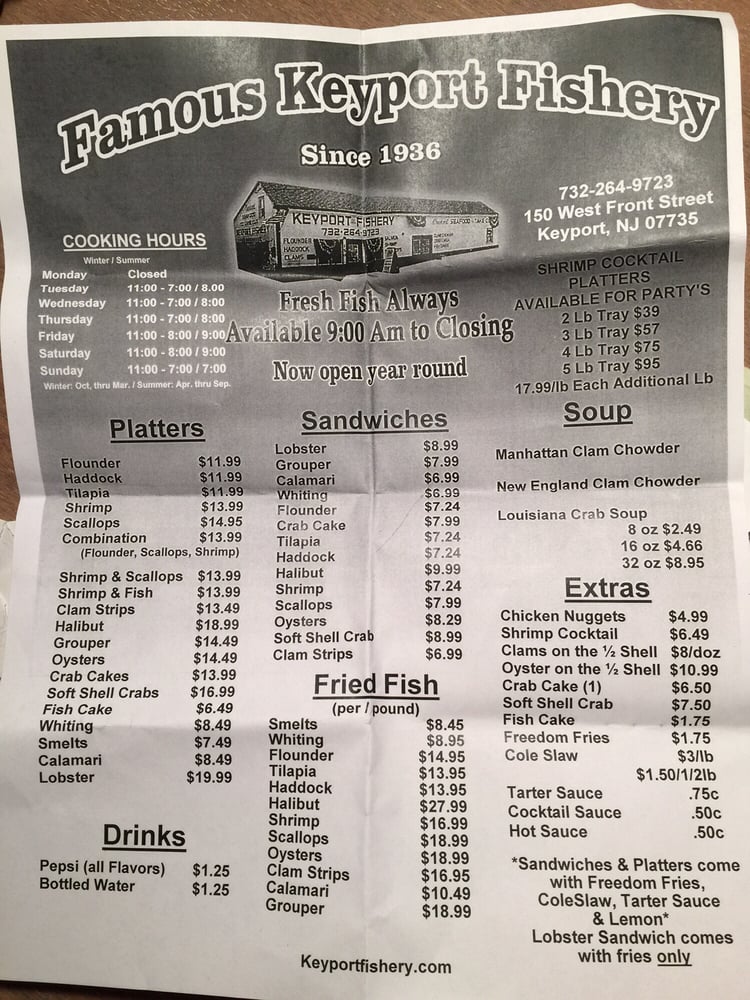 Famous Keyport Fishery
Since 1936
KEYPORT FISHERY
732-264-9723
FLOUNDER
HADDOCK
CLAMS
732-264-9723
150 West Front Street
Keyport, NJ 07735
COOKING HOURS
Winter / Summer
Monday Closed
Tuesday 11:00 - 7:00 / 8.00
Wednesday 11:00 - 7:00 / 8:00
Thursday 11:00 - 7:00 / 8:00
Friday 11:00 - 8:00 / 9:00
Saturday 11:00 - 8:00 / 9:00
Sunday 11:00 - 7:00 / 7:00
Winter: Oct, thru Mar. / Summer: Apr. thru Sep.
Fresh Fish Always
Available 9:00 Am to Closing
Now open year round
SHRIMP COCKTAIL
PLATTERS
AVAILABLE FOR PARTY'S
2 Lb Tray $39
3 Lb Tray $57
4 Lb Tray $75
5 Lb Tray $95
17.99/lb Each Additional Lb
Platters
Flounder $11.99
Haddock $11.99
Tilapia $11.99
Shrimp $13.99
Scallops $14.95
Combination $13.99
(Flounder, Scallops, Shrimp)
Shrimp & Scallops $13.99
Shrimp & Fish $13.99
Clam Strips $13.49
Halibut $18.99
Grouper $14.49
Oysters $14.49
Crab Cakes $13.99
Soft Shell Crabs $16.99
Fish Cake $6.49
Whiting $8.49
Smelts $7.49
Calamari $8.49
Lobster $19.99
Drinks
Pepsi (all Flavors) $1.25
Bottled Water $1.25
Sandwiches
Lobster $8.99
Grouper $7.99
Calamari $6.99
Whiting $6.99
Flounder $7.24
Crab Cake $7.99
Tilapia $7.24
Haddock $7.24
Halibut $9.99
Shrimp $7.24
Scallops $7.99
Oysters $8.29
Soft Shell Crab $8.99
Clam Strips $6.99
Fried Fish
(per / pound)
Smelts $8.45
Whiting $8.95
Flounder $14.95
Tilapia $13.95
Haddock $13.95
Halibut $27.99
Shrimp $16.99
Scallops $18.99
Oysters $18.99
Clam Strips $16.95
Calamari $10.49
Grouper $18.99
Soup
Manhattan Clam Chowder
New England Clam Chowder
Louisiana Crab Soup
8 oz $2.49
16 oz $4.66
32 oz $8.95
Extras
Chicken Nuggets $4.99
Shrimp Cocktail $6.49
Clams on the ½ Shell $8/doz
Oyster on the ½ Shell $10.99
Crab Cake (1) $6.50
Soft Shell Crab $7.50
Fish Cake $1.75
Freedom Fries $1.75
Cole Slaw $3/lb
$1.50/1/2lb
Tarter Sauce .75c
Cocktail Sauce .50c
Hot Sauce .50c
*Sandwiches & Platters come
with Freedom Fries,
ColeSlaw, Tarter Sauce
& Lemon*
Lobster Sandwich comes
with fries only
Keyportfishery.com